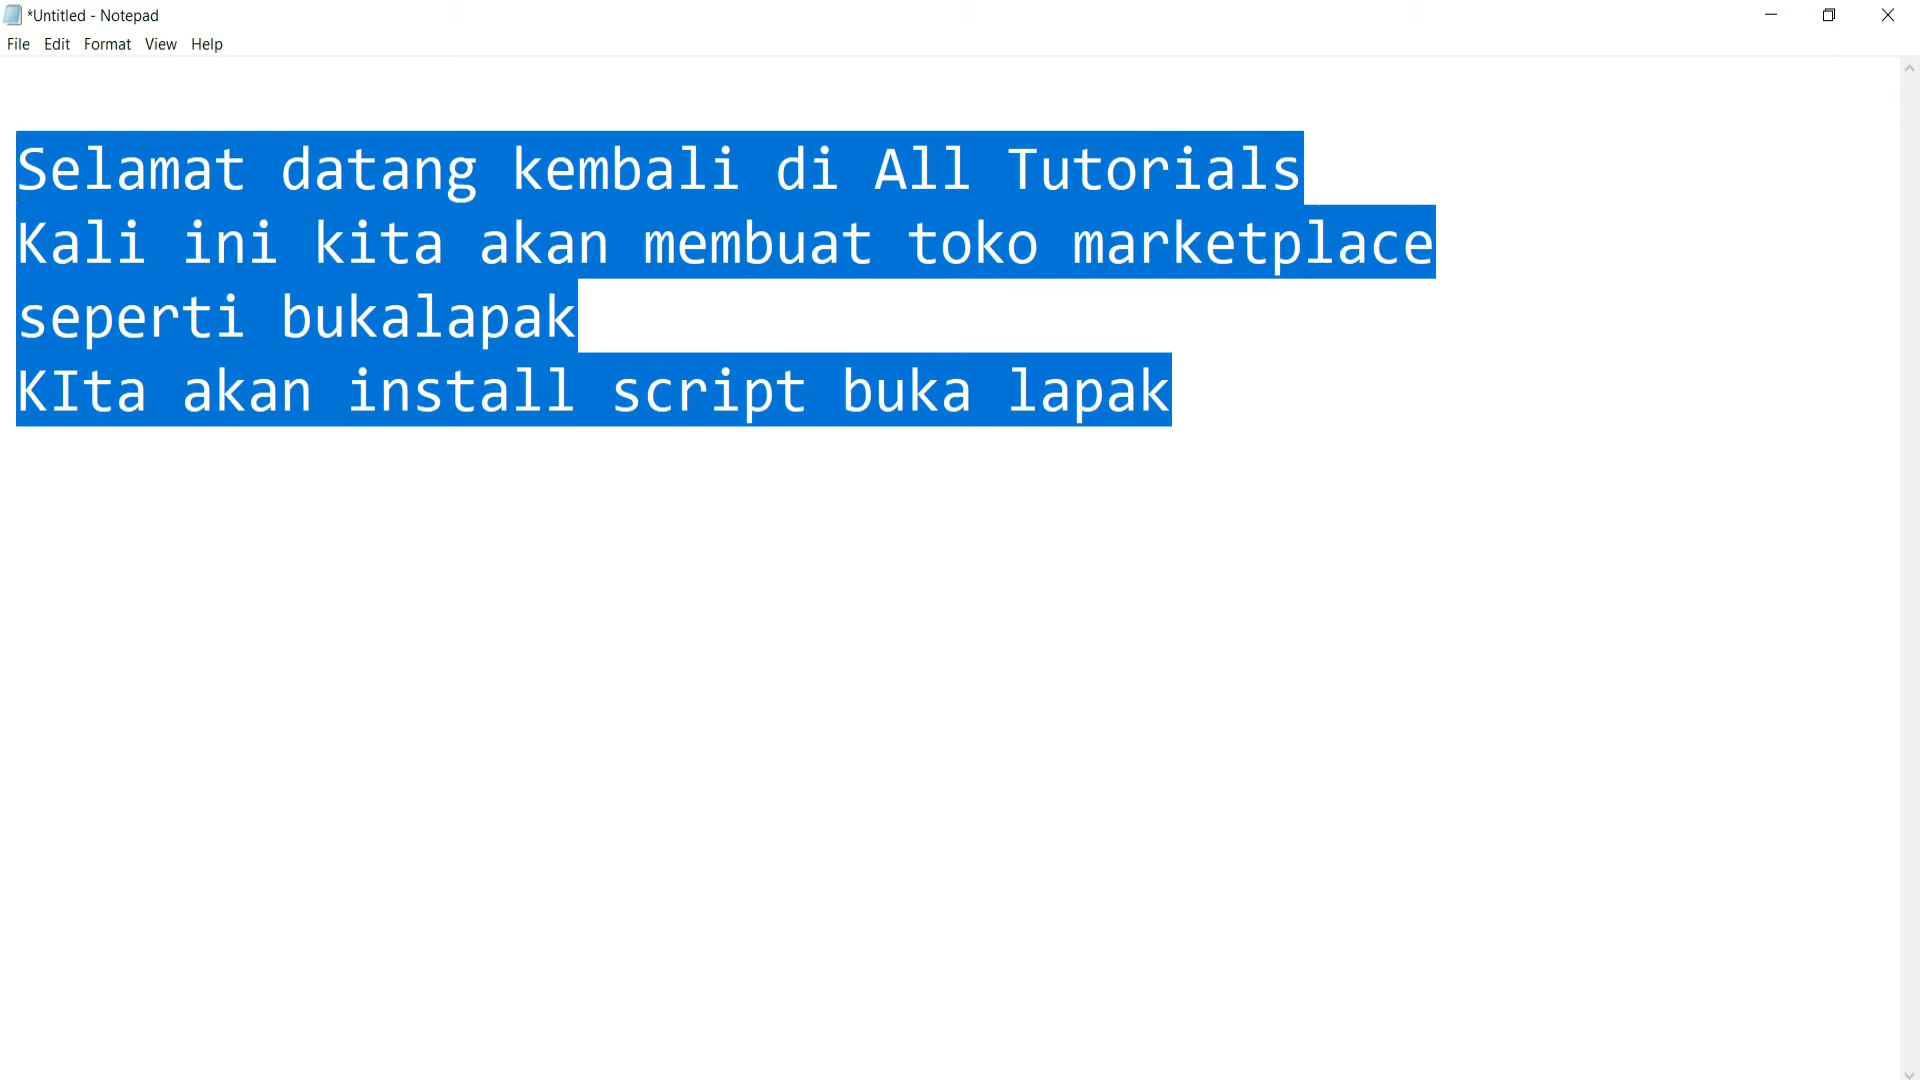 *Untitled - Notepad
File Edit Format View Help
Selamat datang kembali di All Tutorials
Kali ini kita akan membuat toko marketplace
seperti bukalapak
KIta akan install script buka lapak